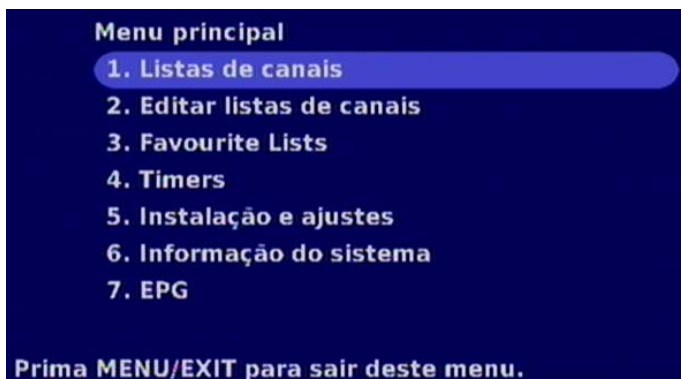 Menu principal
1. Listas de canais
2. Editar listas de canais
3. Favourite Lists
4. Timers
5. Instalação e ajustes
6. Informação do sistema
7. EPG
Prima MENU/EXIT para sair deste menu.